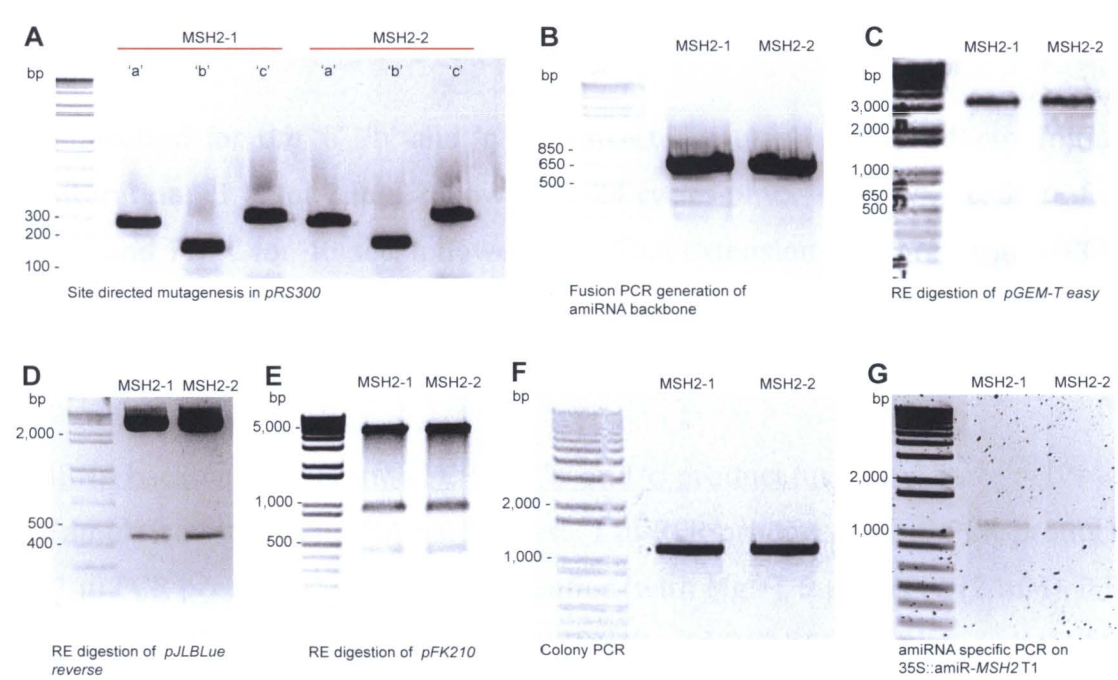 A
MSH2-1 MSH2-2
bp 'a' 'b' 'c' 'a' 'b' 'c'
300 -
200 -
100 -
Site directed mutagenesis in pRS300
B
MSH2-1 MSH2-2
bp
850 -
650 -
500 -
Fusion PCR generation of
amiRNA backbone
C
MSH2-1 MSH2-2
bp
3,000
2,000
1,000
650
500
RE digestion of pGEM-T easy
D
MSH2-1 MSH2-2
bp
2,000 -
500 -
400 -
RE digestion of pJLBLue
reverse
E
MSH2-1 MSH2-2
bp
5,000 -
1,000 -
500 -
RE digestion of pFK210
F
MSH2-1 MSH2-2
bp
2,000 -
1,000 -
Colony PCR
G
MSH2-1 MSH2-2
bp
2,000 -
1,000 -
amiRNA specific PCR on
35S::amiR-MSH2 T1